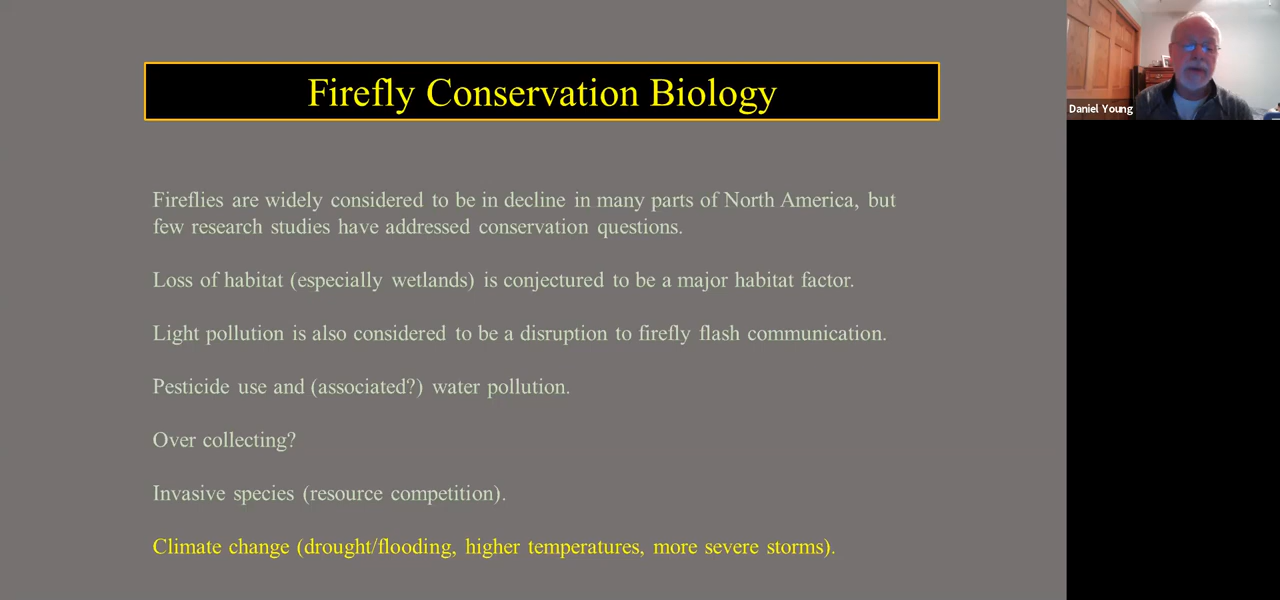 Firefly Conservation Biology
Daniel Young
Fireflies are widely considered to be in decline in many parts of North America, but
few research studies have addressed conservation questions.
Loss of habitat (especially wetlands) is conjectured to be a major habitat factor.
Light pollution is also considered to be a disruption to firefly flash communication.
Pesticide use and (associated?) water pollution.
Over collecting?
Invasive species (resource competition).
Climate change (drought/flooding, higher temperatures, more severe storms).